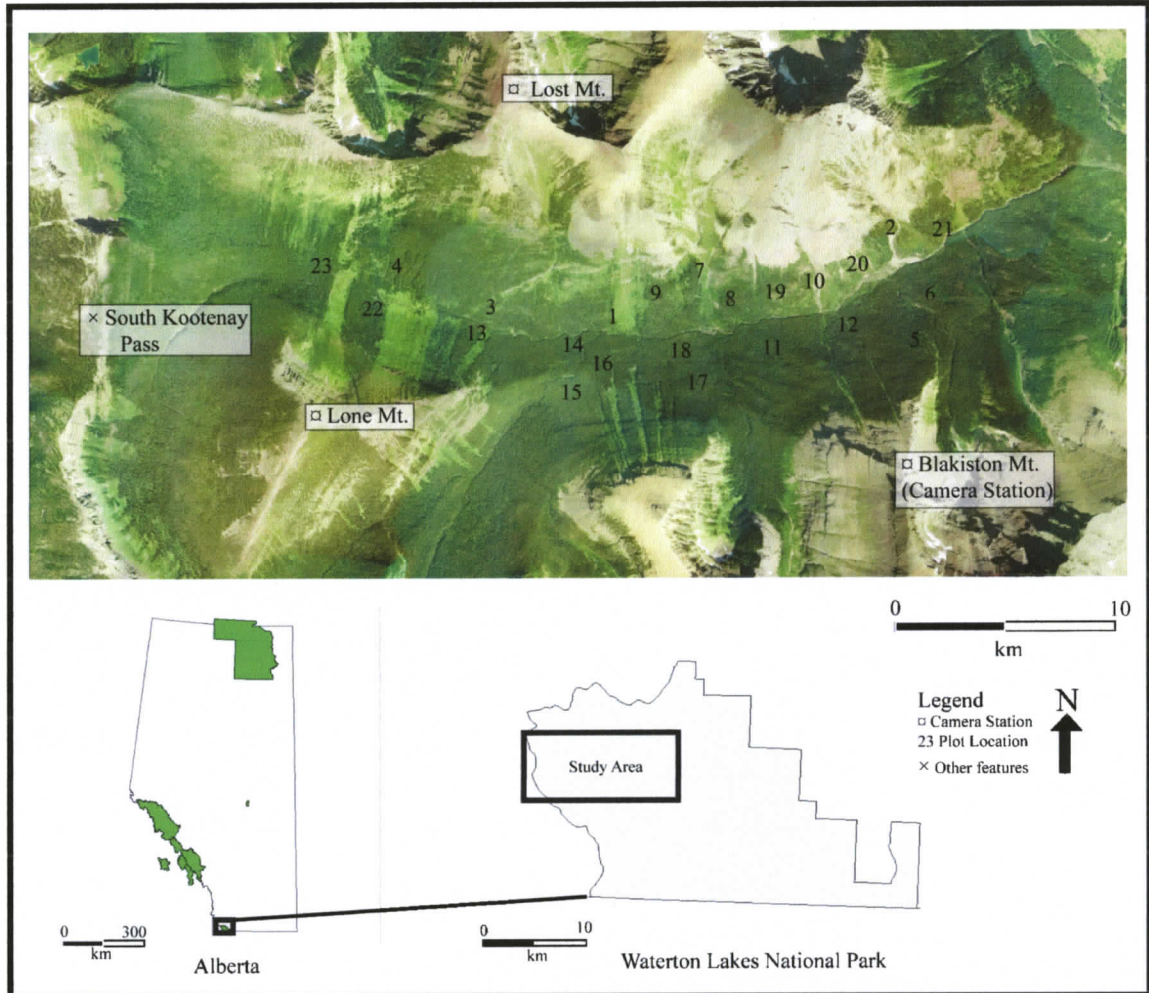 ¤ Lost Mt.
2
21
23
4
7
20
10
9
8
19
6
× South Kootenay
Pass
22
3
1
13
12
14
18
11
5
16
15
17
¤ Lone Mt.
¤ Blakiston Mt.
(Camera Station)
0 10
km
Legend
¤ Camera Station
23 Plot Location
× Other features
N
Study Area
0 300
km
Alberta
0 10
km
Waterton Lakes National Park